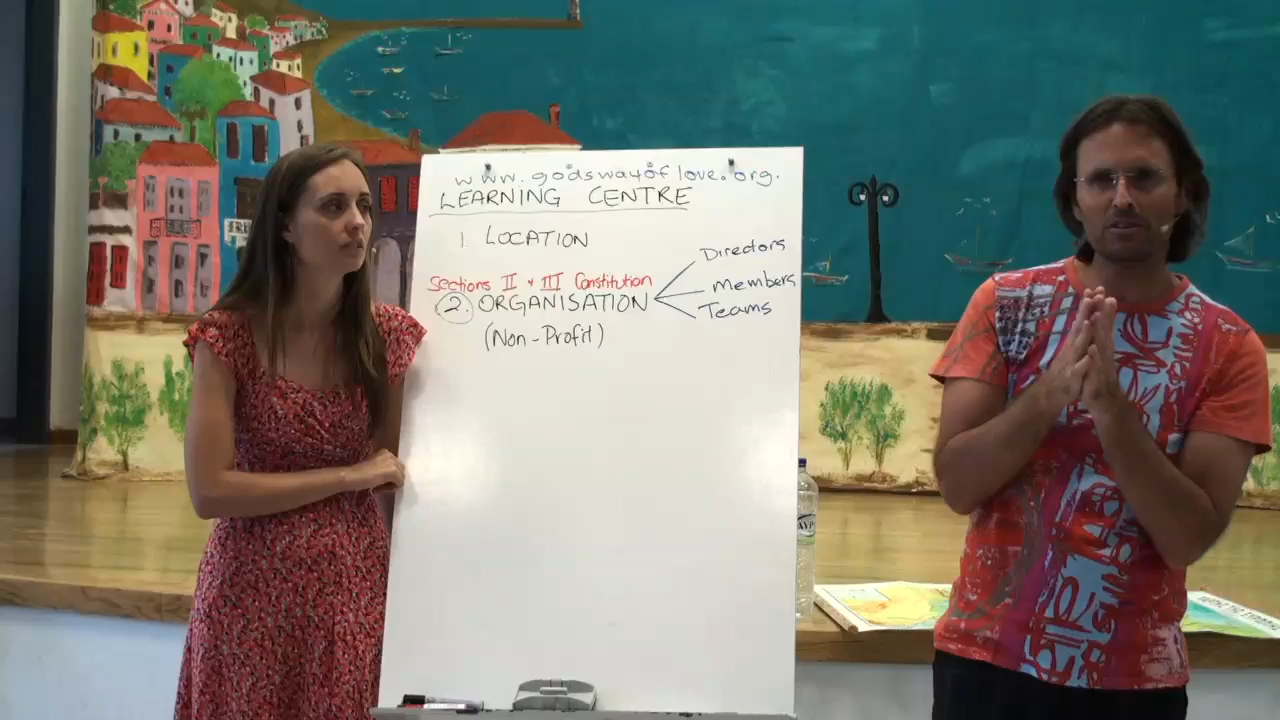 www.godswayoflove.org.
LEARNING CENTRE
1. LOCATION
Sections II + III Constitution
2. ORGANISATION
(Non-Profit)
Directors
Members
Teams